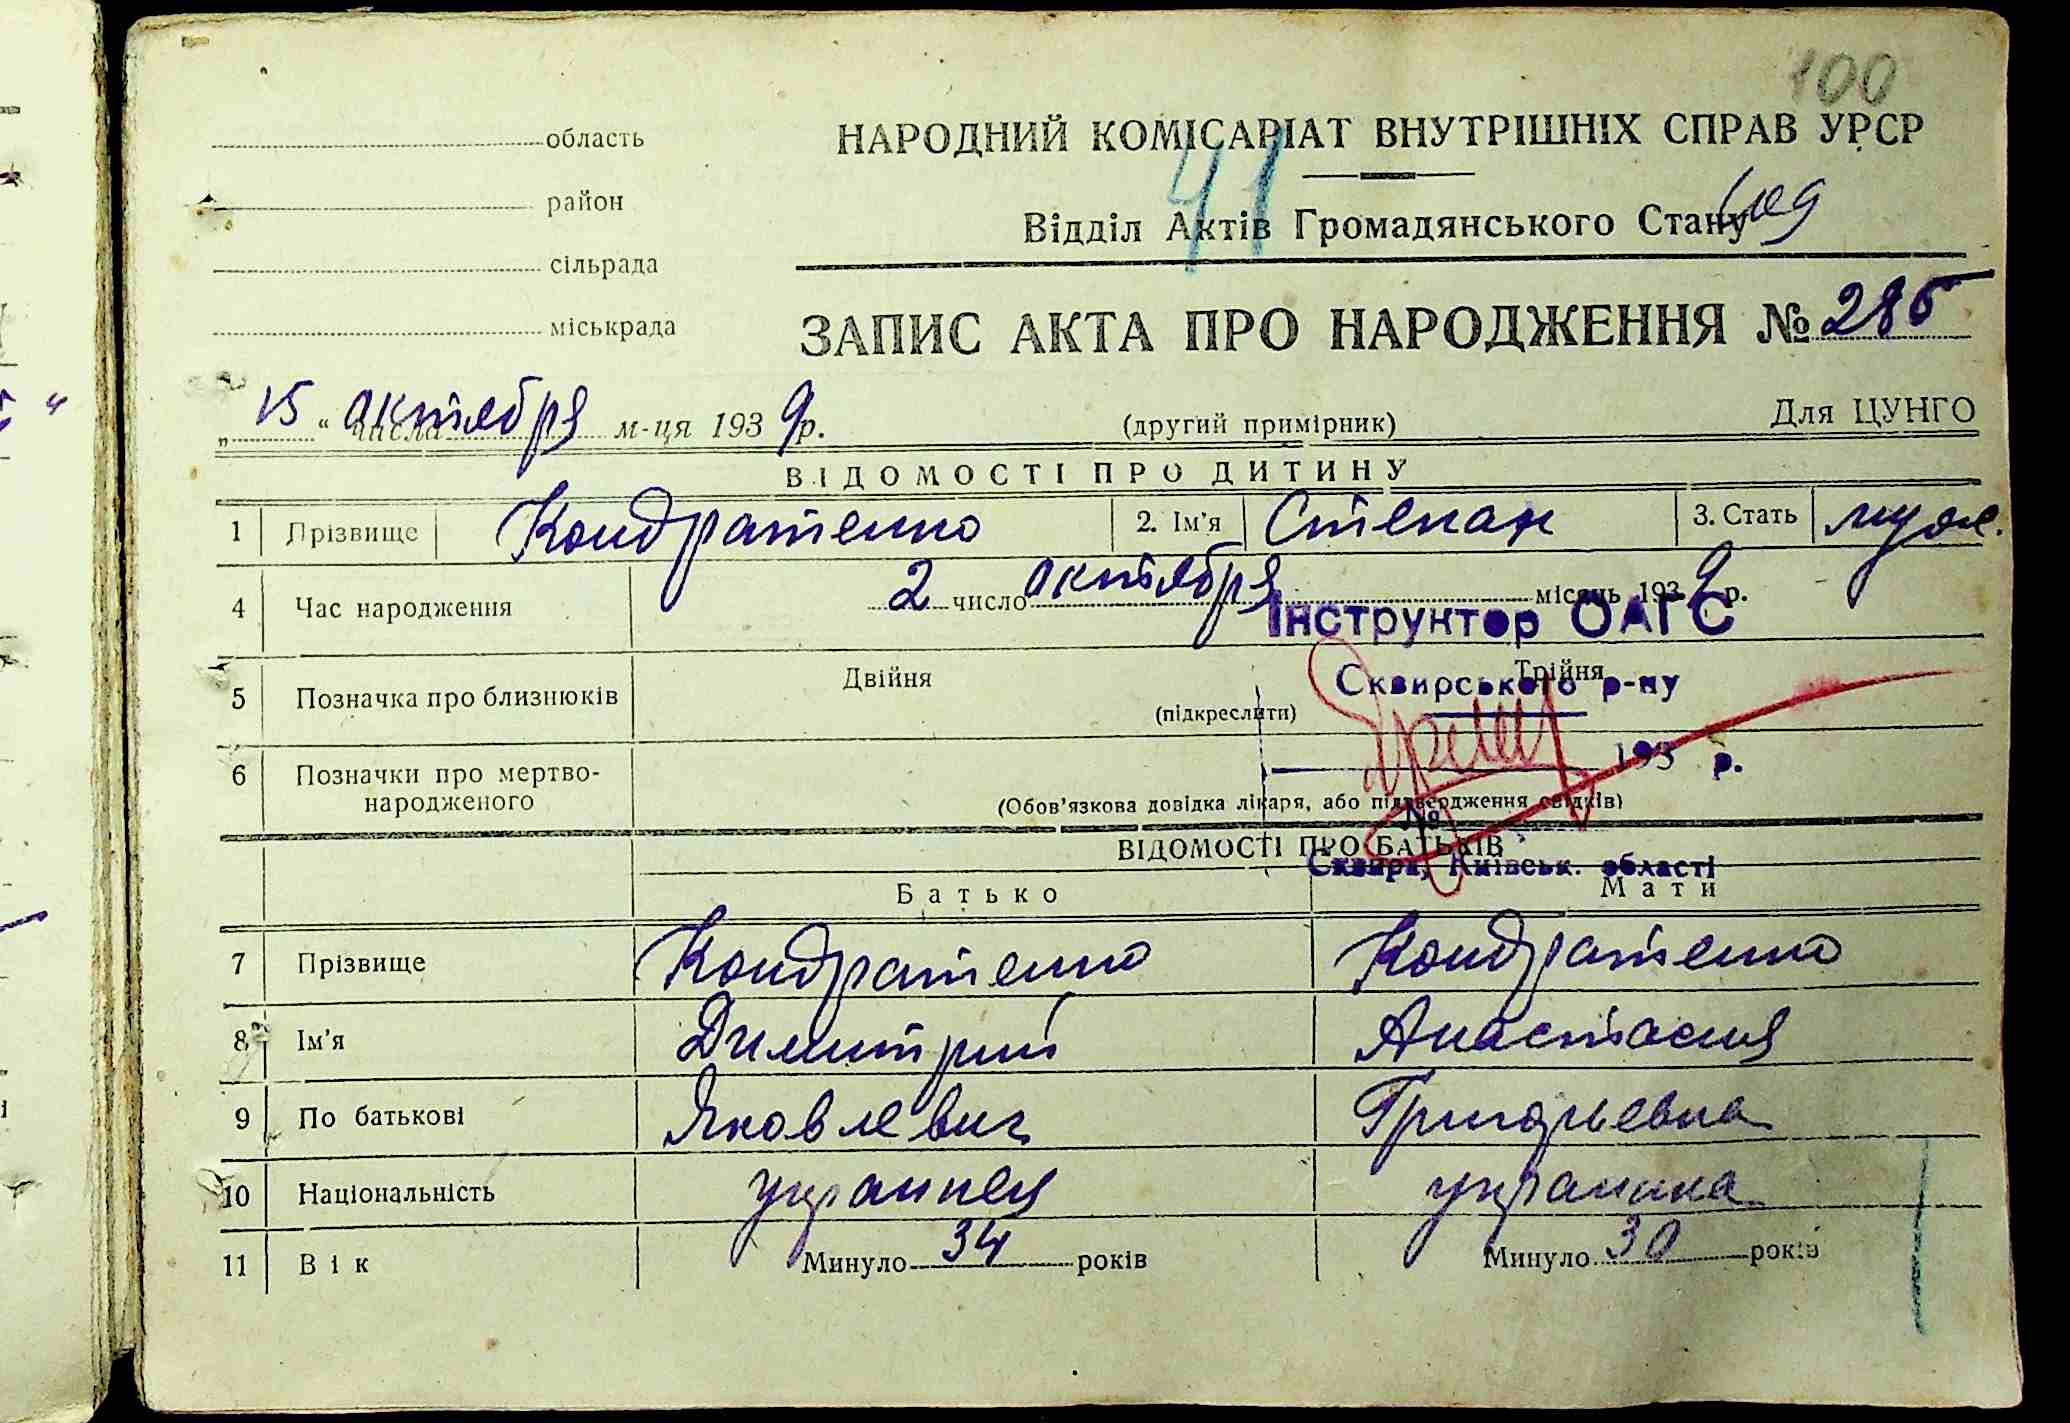 100
область
НАРОДНИЙ КОМІСАРІАТ ВНУТРІШНІХ СПРАВ УРСР
41
район
Відділ Актів Громадянського Стану
сільрада
міськрада
ЗАПИС АКТА ПРО НАРОДЖЕННЯ № 285
„15“ числа октября м-ця 1939 р. (другий примірник) Для ЦУНГО
ВІДОМОСТІ ПРО ДИТИНУ
1 Прізвище Кондратенко 2. Ім'я Степан 3. Стать муж.
4 Час народження 2 число октября місяць 1939 р.
Інструктор ОАГС
5 Позначка про близнюків Двійня Трійня
Сквирського р-ну
(підкреслити)
193 р.
6 Позначки про мертво-
народженого
(Обов'язкова довідка лікаря, або підтвердження свідків)
№
ВІДОМОСТІ ПРО БАТЬКІВ
Сквира, Київськ. області
Батько Мати
7 Прізвище Кондратенко Кондратенко
8 Ім'я Димитрий Анастасия
9 По батькові Яковлевич Григорьевна
10 Національність украинец украинка
11 Вік Минуло 34 років Минуло 30 років